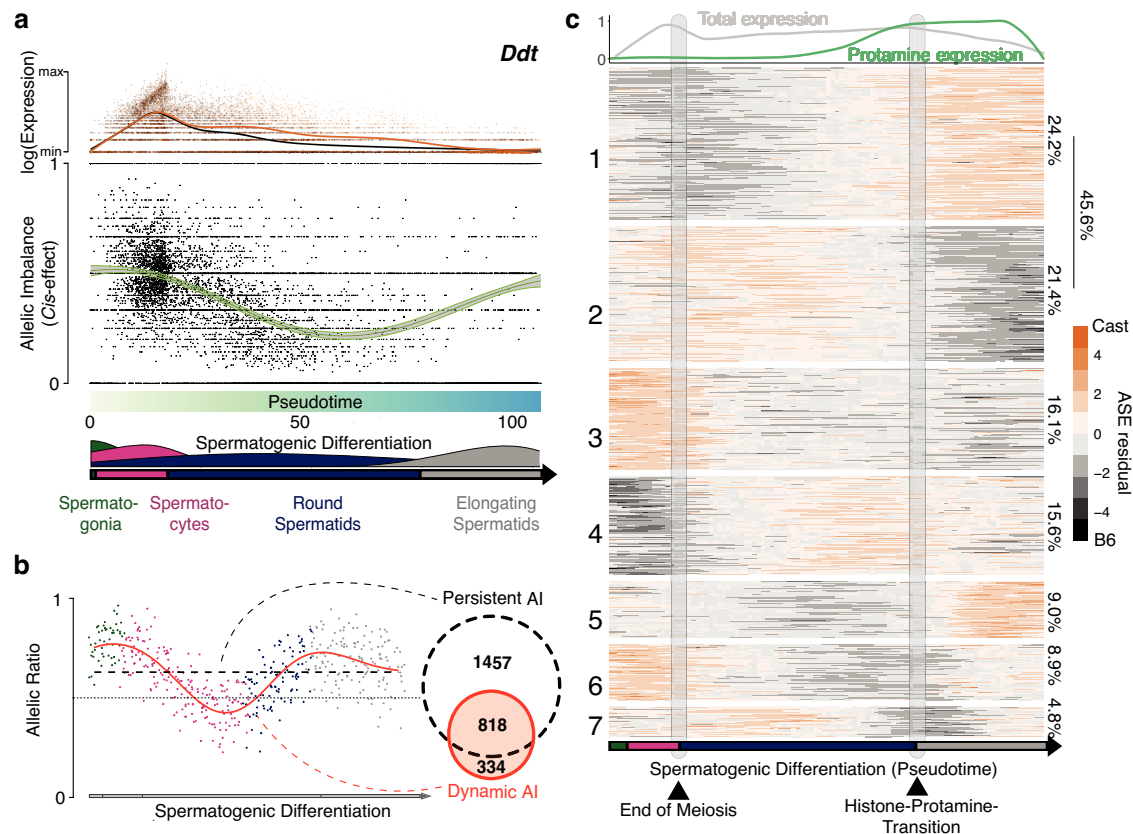 a
Ddt
max
log(Expression)
min
1
Allelic Imbalance
(Cis-effect)
0
Pseudotime
0
50
100
Spermatogenic Differentiation
Spermato-
gonia
Spermato-
cytes
Round
Spermatids
Elongating
Spermatids
b
1
Allelic Ratio
0
Spermatogenic Differentiation
Persistent AI
1457
818
334
Dynamic AI
c
1
0
Total expression
Protamine expression
1
24.2%
2
21.4%
45.6%
3
16.1%
4
15.6%
5
9.0%
6
8.9%
7
4.8%
Cast
4
2
0
−2
−4
B6
ASE residual
Spermatogenic Differentiation (Pseudotime)
End of Meiosis
Histone-Protamine-
Transition